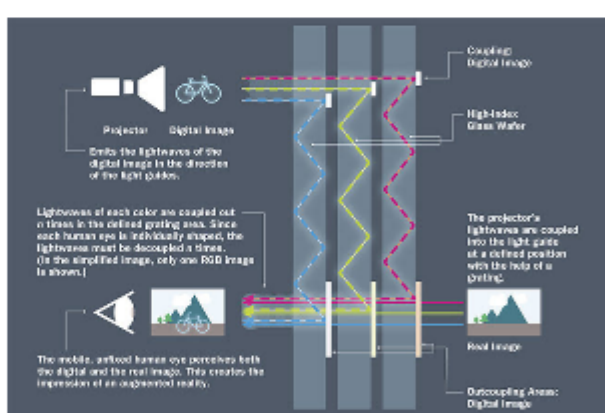 Projector
Digital Image
Emits the lightwaves of the
digital image in the direction
of the light guides.
Coupling:
Digital Image
High-Index
Glass Wafer
Lightwaves of each color are coupled out
n times in the defined grating area. Since
each human eye is individually shaped, the
lightwaves must be decoupled n times.
(In the simplified image, only one RGB image
is shown.)
The projector's
lightwaves are coupled
into the light guide
at a defined position
with the help of a
grating.
Real Image
The mobile, unfixed human eye perceives both
the digital and the real image. This creates the
impression of an augmented reality.
Outcoupling Areas:
Digital Image